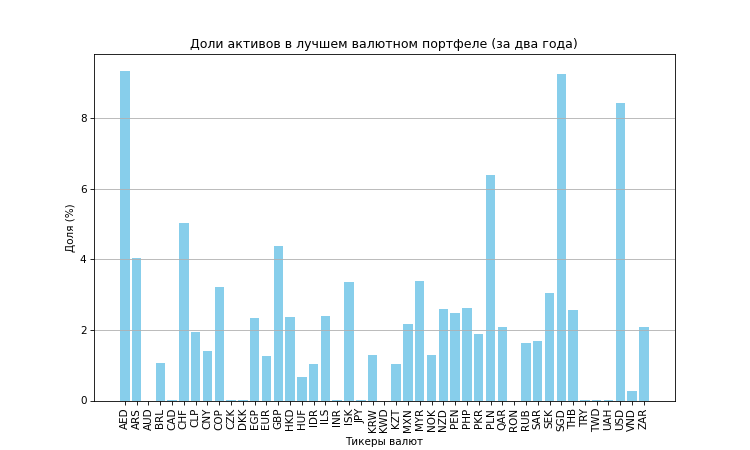 Доли активов в лучшем валютном портфеле (за два года)
Доля (%)
8
6
4
2
0
AED ARS AUD BRL CAD CHF CLP CNY COP CZK DKK EGP EUR GBP HKD HUF IDR ILS INR ISK JPY KRW KWD KZT MXN MYR NOK NZD PEN PHP PKR PLN QAR RON RUB SAR SEK SGD THB TRY TWD UAH USD VND ZAR
Тикеры валют